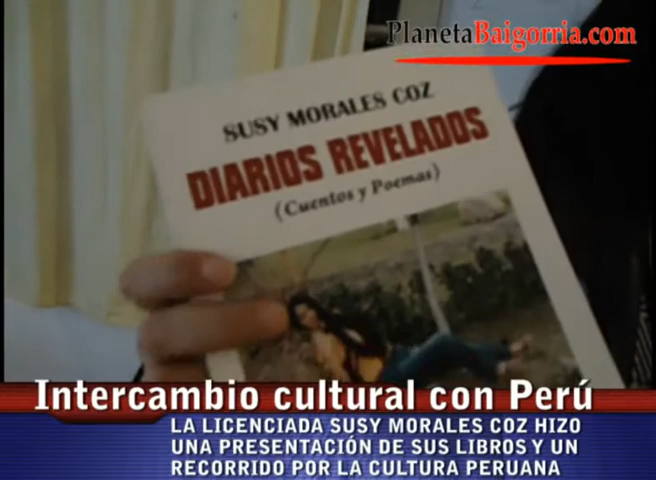 PlanetaBaigorria.com
SUSY MORALES COZ
DIARIOS REVELADOS
(Cuentos y Poemas)
Intercambio cultural con Perú
LA LICENCIADA SUSY MORALES COZ HIZO
UNA PRESENTACIÓN DE SUS LIBROS Y UN
RECORRIDO POR LA CULTURA PERUANA